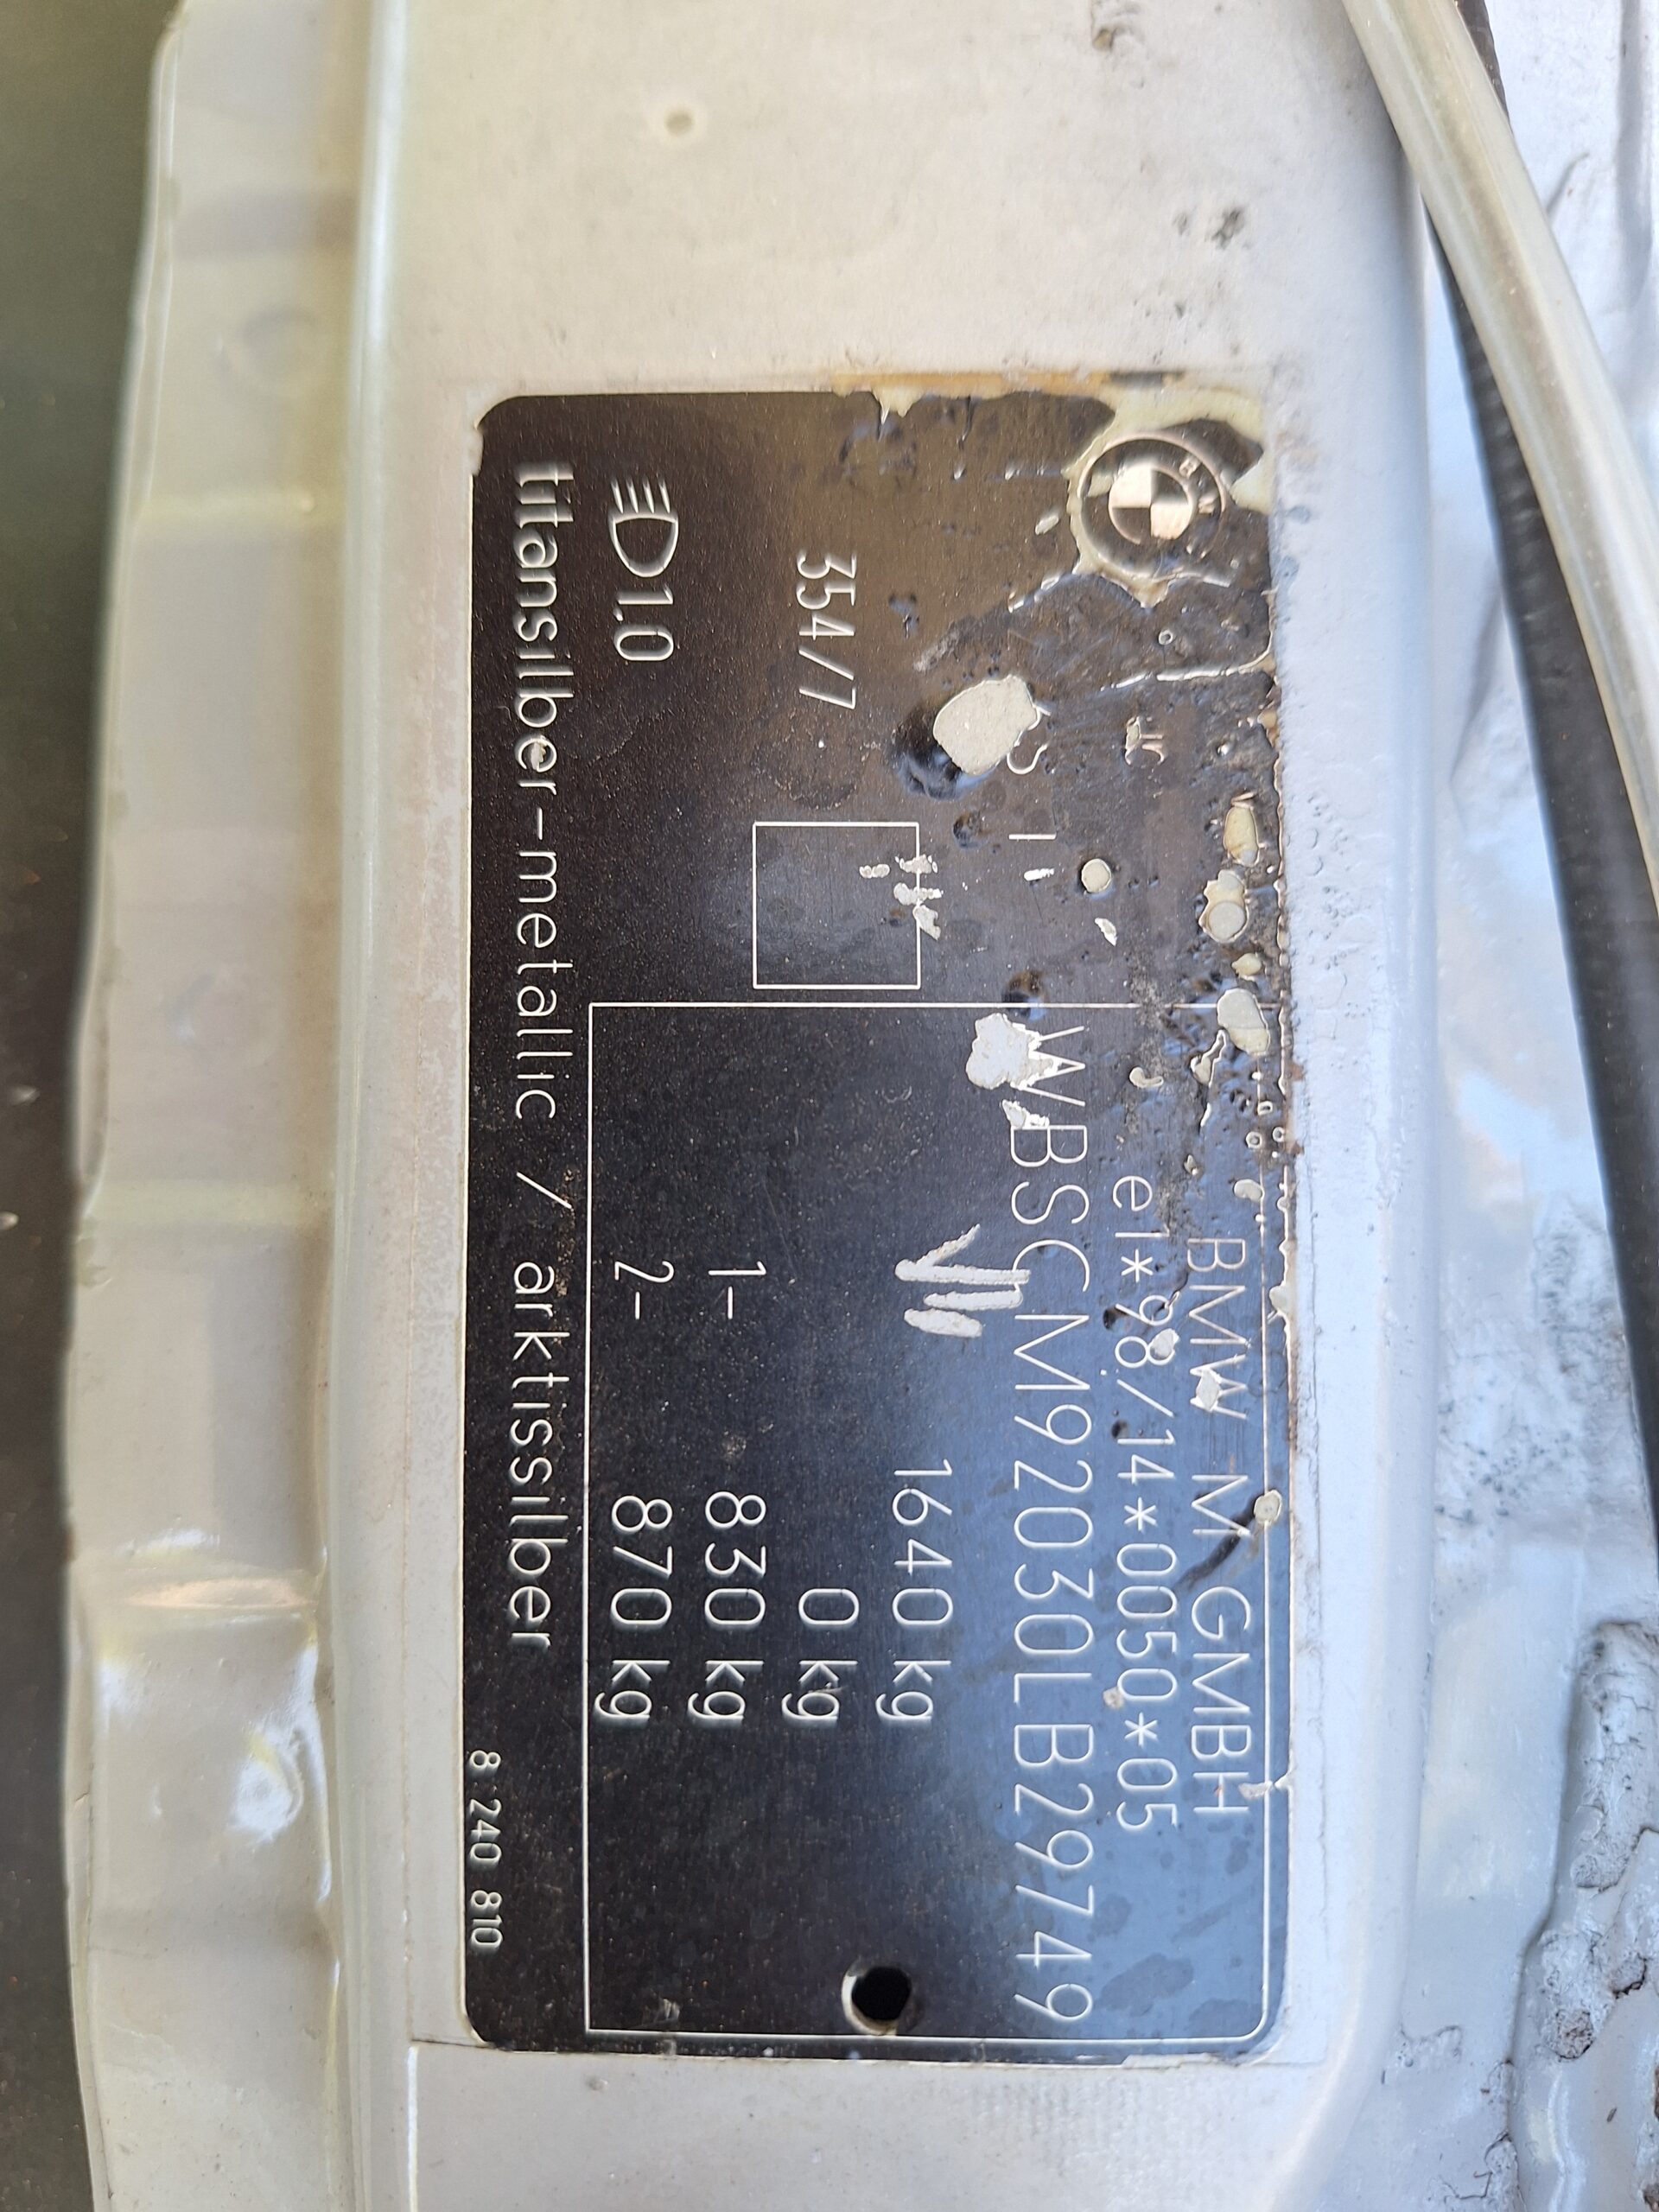 BMW M GMBH
e1*98/14*0050*05
WBSCM92030LB29749
1640 kg
354/7 0 kg
1- 830 kg
1.0 2- 870 kg
titansilber-metallic / arktissilber
8 240 810